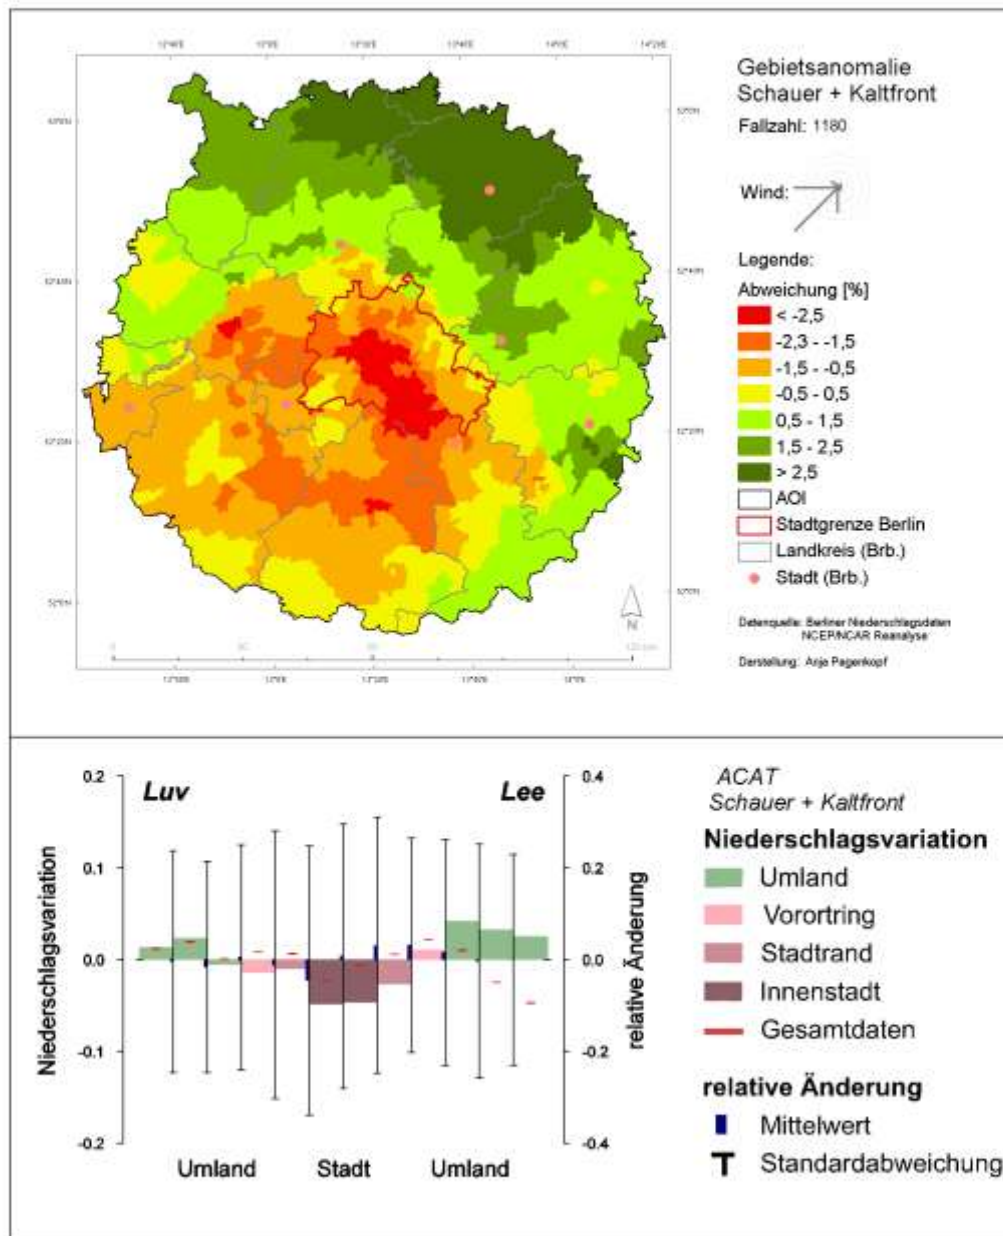 Gebietsanomalie
Schauer + Kaltfront
Fallzahl: 1180
Wind:
Legende:
Abweichung [%]
< -2,5
-2,3 - -1,5
-1,5 - -0,5
-0,5 - 0,5
0,5 - 1,5
1,5 - 2,5
> 2,5
AOI
Stadtgrenze Berlin
Landkreis (Brb.)
Stadt (Brb.)
N
Datenquelle: Berliner Niederschlagsdaten
NCEP/NCAR Reanalyse
Darstellung: Anja Pagenkopf
0.2
0.1
0.0
-0.1
-0.2
Niederschlagsvariation
Luv
Lee
0.4
0.2
0.0
-0.2
-0.4
relative Änderung
Umland
Stadt
Umland
ACAT
Schauer + Kaltfront
Niederschlagsvariation
Umland
Vorortring
Stadtrand
Innenstadt
Gesamtdaten
relative Änderung
Mittelwert
Standardabweichung